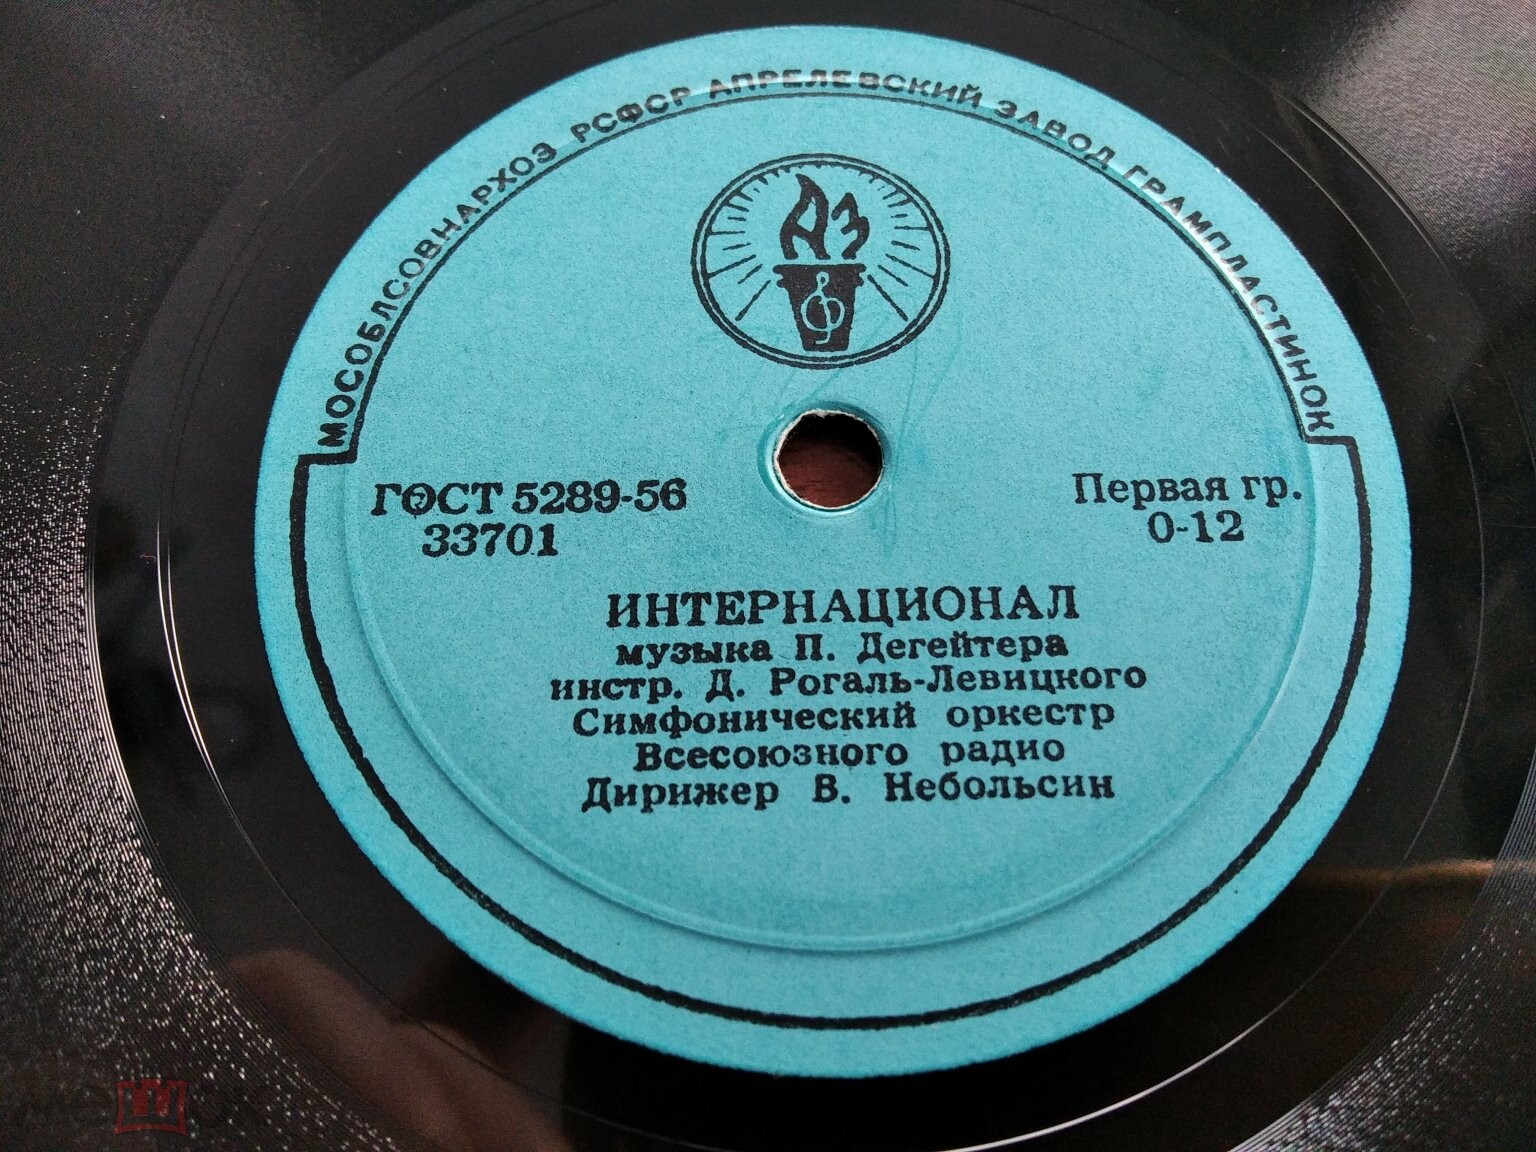 МОСОБЛСОВНАРХОЗ РСФСР АПРЕЛЕВСКИЙ ЗАВОД ГРАМПЛАСТИНОК
АЗ
ГОСТ 5289-56
33701
Первая гр.
0-12
ИНТЕРНАЦИОНАЛ
музыка П. Дегейтера
инстр. Д. Рогаль-Левицкого
Симфонический оркестр
Всесоюзного радио
Дирижер В. Небольсин
мешок